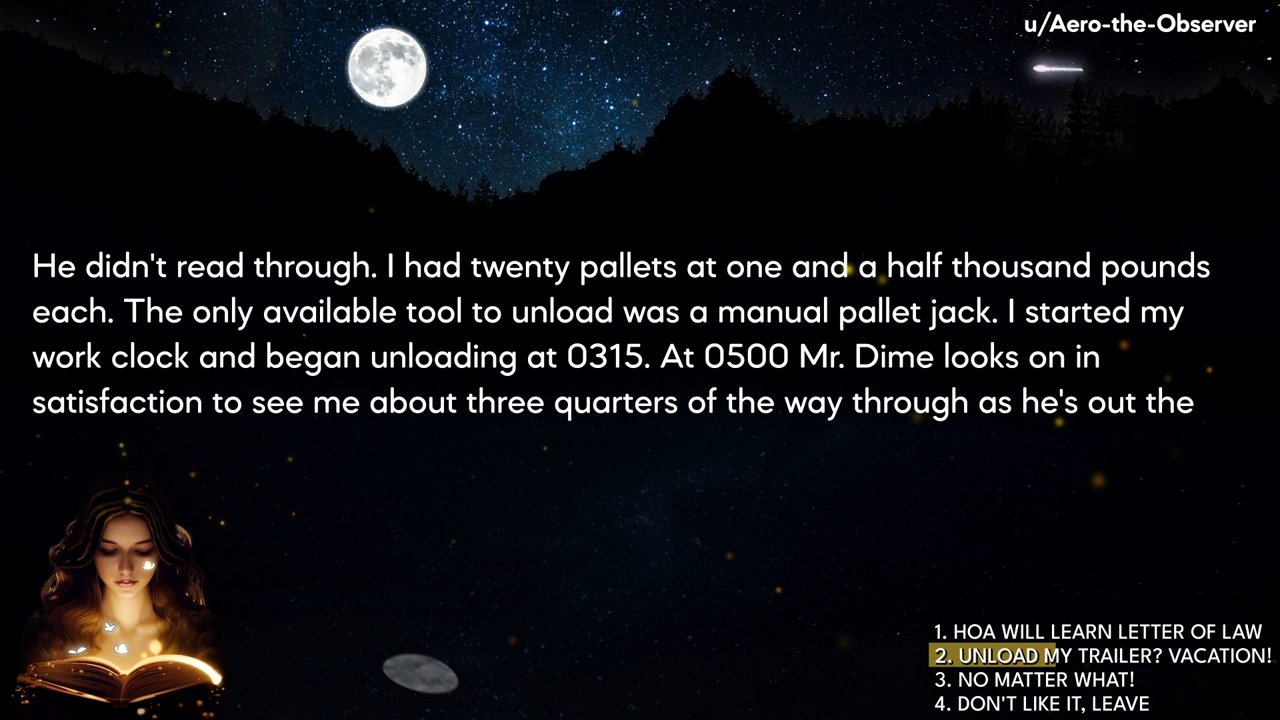 u/Aero-the-Observer
He didn't read through. I had twenty pallets at one and a half thousand pounds
each. The only available tool to unload was a manual pallet jack. I started my
work clock and began unloading at 0315. At 0500 Mr. Dime looks on in
satisfaction to see me about three quarters of the way through as he's out the
1. HOA WILL LEARN LETTER OF LAW
2. UNLOAD MY TRAILER? VACATION!
3. NO MATTER WHAT!
4. DON'T LIKE IT, LEAVE